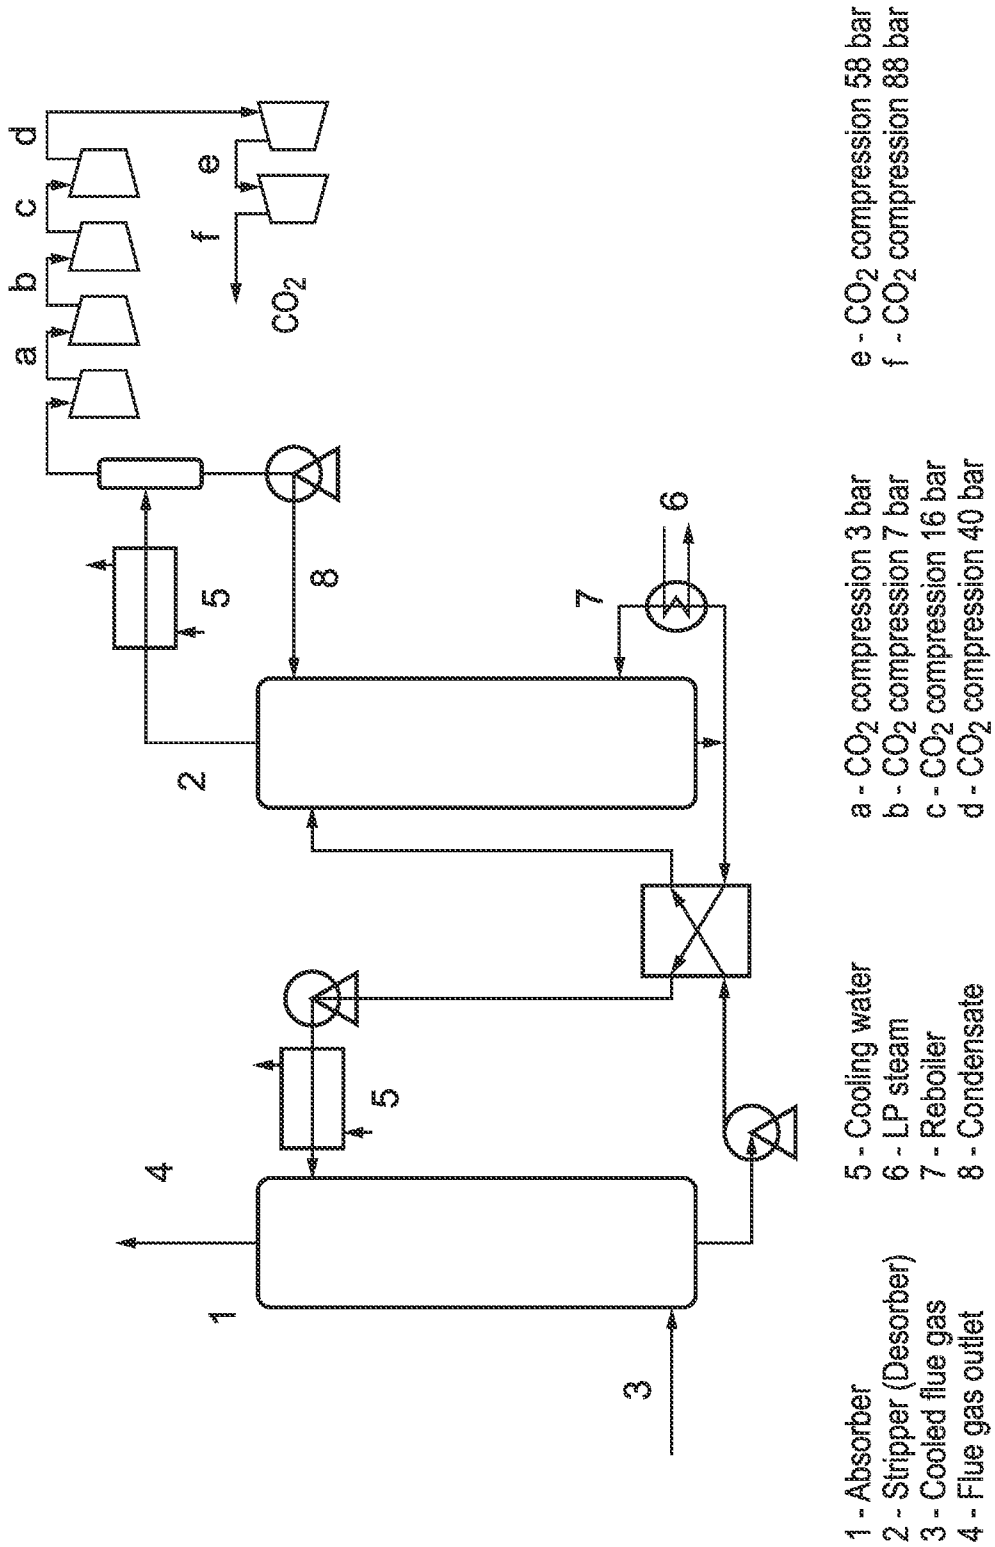 a
b
c
d
e
f
CO2
5
8
2
7
6
4
1
5
3
1 - Absorber
2 - Stripper (Desorber)
3 - Cooled flue gas
4 - Flue gas outlet
5 - Cooling water
6 - LP steam
7 - Reboiler
8 - Condensate
a - CO2 compression 3 bar
b - CO2 compression 7 bar
c - CO2 compression 16 bar
d - CO2 compression 40 bar
e - CO2 compression 58 bar
f - CO2 compression 88 bar